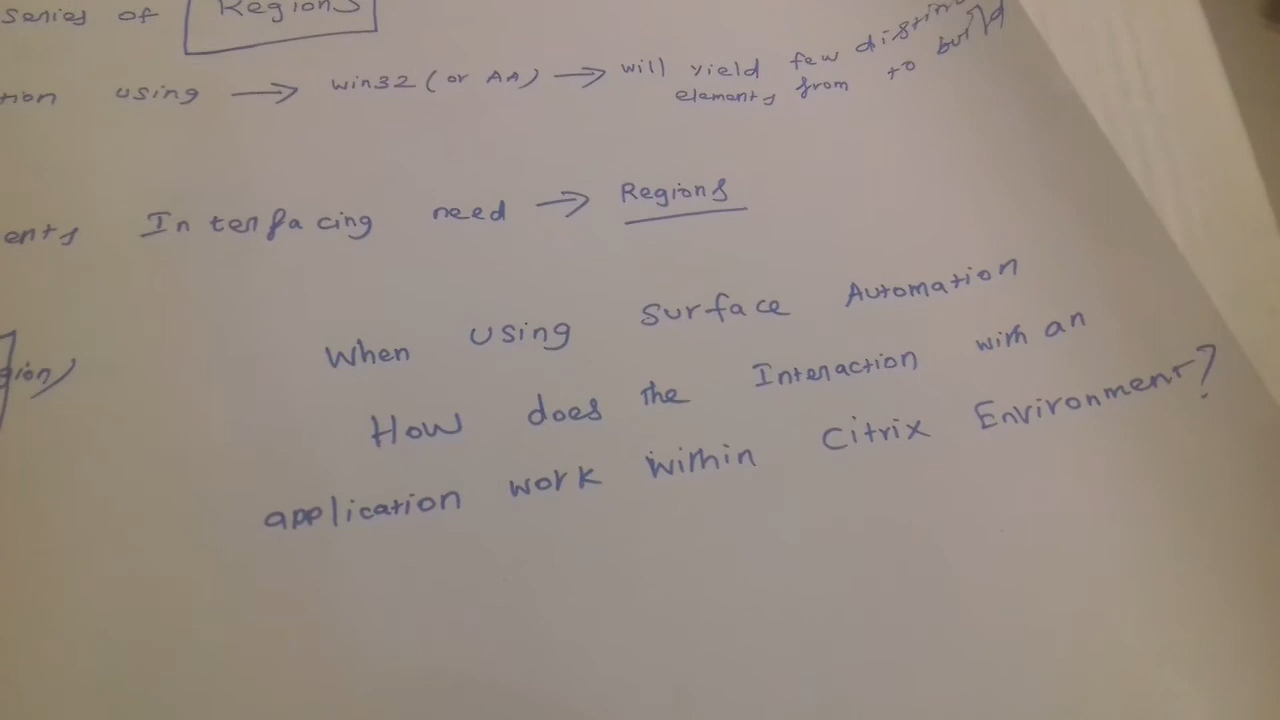 series of Regions
tion using → win32 (or AA) → will yield few distin
elements from to build
ents Interfacing need → Regions
gion)
When using Surface Automation
How does the Interaction with an
application work within Citrix Environment?